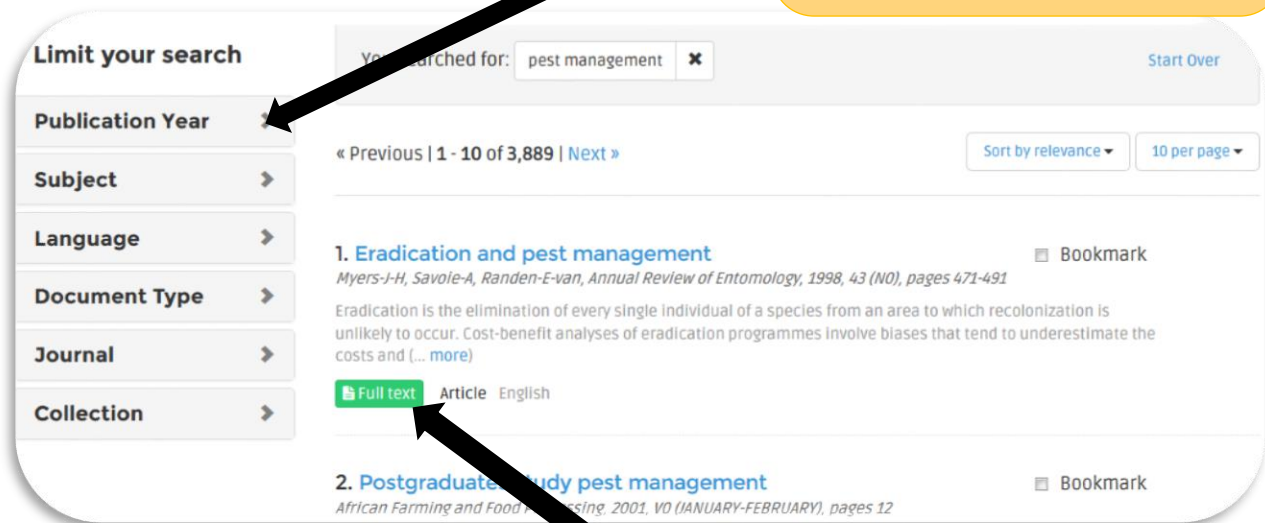 Limit your search
Publication Year
Subject
Language
Document Type
Journal
Collection
searched for: pest management ✖ Start Over
« Previous | 1 - 10 of 3,889 | Next » Sort by relevance 10 per page
1. Eradication and pest management Bookmark
Myers-J-H, Savoie-A, Randen-E-van, Annual Review of Entomology, 1998, 43 (N0), pages 471-491
Eradication is the elimination of every single individual of a species from an area to which recolonization is
unlikely to occur. Cost-benefit analyses of eradication programmes involve biases that tend to underestimate the
costs and (... more)
Full text Article English
2. Postgraduate study pest management Bookmark
African Farming and Food Processing, 2001, V0 (JANUARY-FEBRUARY), pages 12